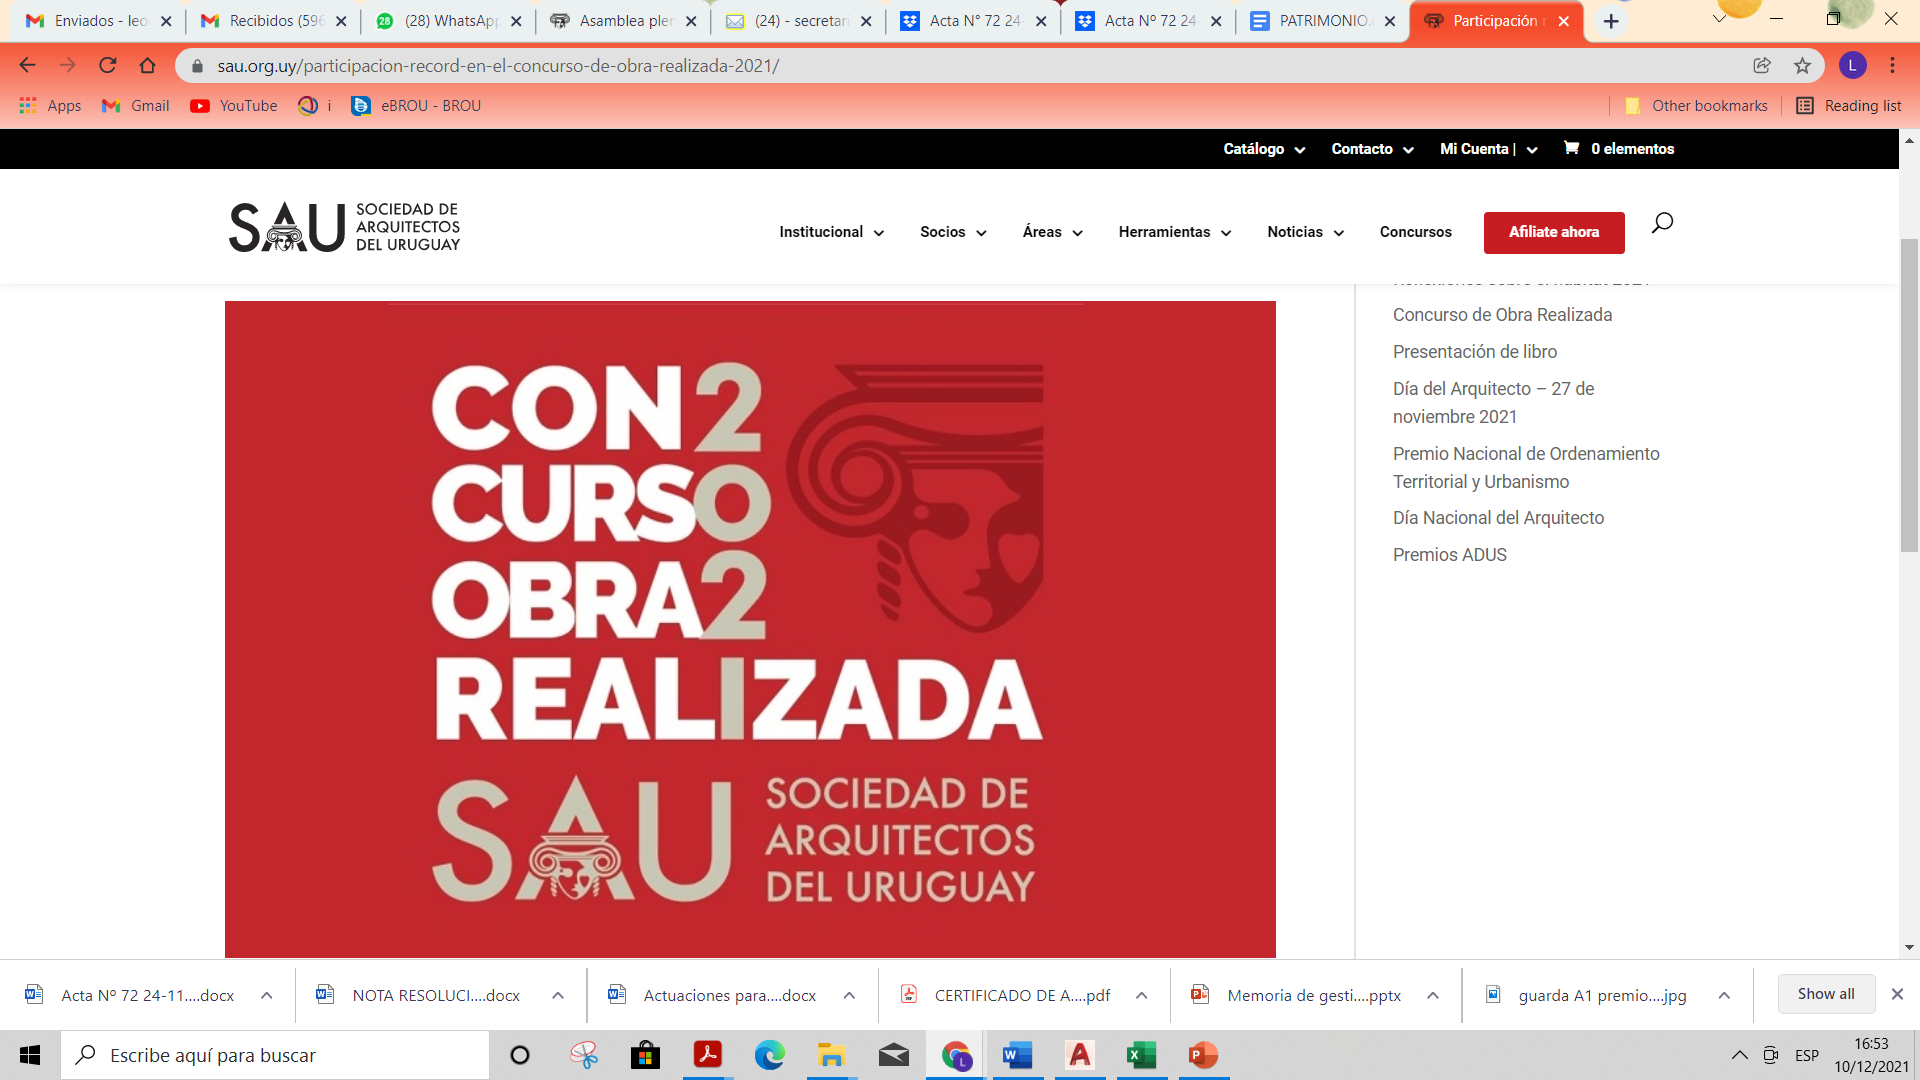 Enviados - leo
Recibidos (596
(28) WhatsApp
Asamblea plen
(24) - secretari
Acta N° 72 24-
Acta Nº 72 24
PATRIMONIO.
Participación
sau.org.uy/participacion-record-en-el-concurso-de-obra-realizada-2021/
L
Apps
Gmail
YouTube
i
eBROU - BROU
Other bookmarks
Reading list
Catálogo
Contacto
Mi Cuenta |
0 elementos
SAU SOCIEDAD DE
ARQUITECTOS
DEL URUGUAY
Institucional
Socios
Áreas
Herramientas
Noticias
Concursos
Afiliate ahora
Concurso de Obra Realizada
Presentación de libro
Día del Arquitecto – 27 de
noviembre 2021
Premio Nacional de Ordenamiento
Territorial y Urbanismo
Día Nacional del Arquitecto
Premios ADUS
CON2
CURSO
OBRA2
REALIZADA
SAU SOCIEDAD DE
ARQUITECTOS
DEL URUGUAY
Acta Nº 72 24-11....docx
NOTA RESOLUCI....docx
Actuaciones para....docx
CERTIFICADO DE A....pdf
Memoria de gesti....pptx
guarda A1 premio....jpg
Show all
Escribe aquí para buscar
ESP
16:53
10/12/2021